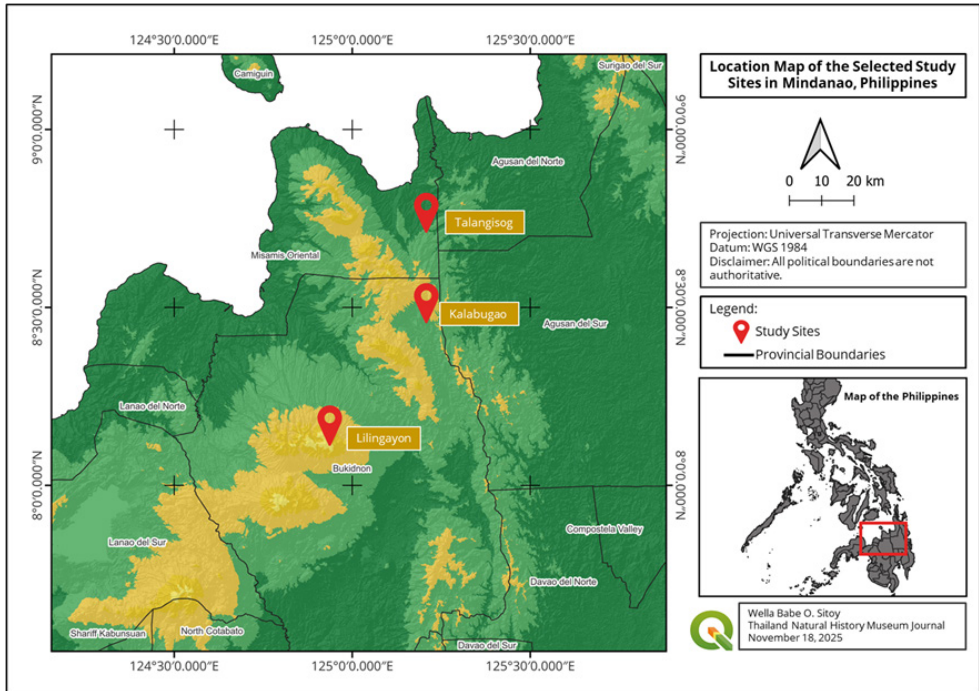 Location Map of the Selected Study
Sites in Mindanao, Philippines
0 10 20 km
Projection: Universal Transverse Mercator
Datum: WGS 1984
Disclaimer: All political boundaries are not
authoritative.
Legend:
Study Sites
Provincial Boundaries
Map of the Philippines
Wella Babe O. Sitoy
Thailand Natural History Museum Journal
November 18, 2025
124°30'0.000"E 125°0'0.000"E 125°30'0.000"E
9°0'0.000"N
8°30'0.000"N
8°0'0.000"N
Camiguin
Surigao del Sur
Agusan del Norte
Talangisog
Misamis Oriental
Kalabugao
Agusan del Sur
Lanao del Norte
Lilingayon
Bukidnon
Compostela Valley
Lanao del Sur
Davao del Norte
Shariff Kabunsuan
North Cotabato
Davao del Sur
124°30'0.000"E 125°0'0.000"E 125°30'0.000"E
9°0'0.000"N
8°30'0.000"N
8°0'0.000"N